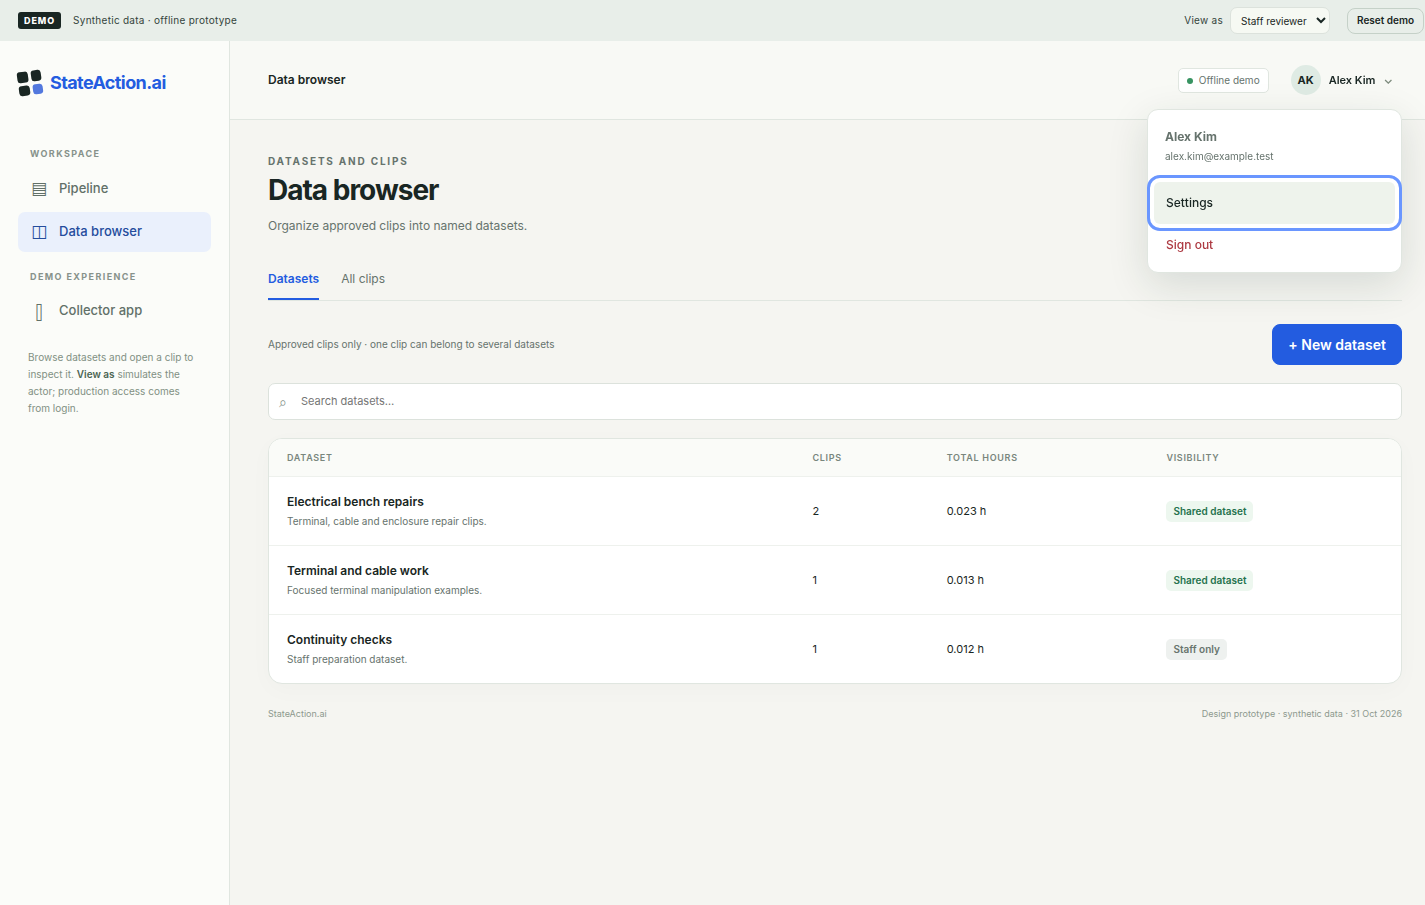 DEMO Synthetic data · offline prototype View as Staff reviewer Reset demo
StateAction.ai
Data browser
Offline demo AK Alex Kim
WORKSPACE
Pipeline
Data browser
DEMO EXPERIENCE
Collector app
Browse datasets and open a clip to
inspect it. View as simulates the
actor; production access comes
from login.
Alex Kim
alex.kim@example.test
Settings
Sign out
DATASETS AND CLIPS
Data browser
Organize approved clips into named datasets.
Datasets All clips
Approved clips only · one clip can belong to several datasets
+ New dataset
Search datasets...
DATASET CLIPS TOTAL HOURS VISIBILITY
Electrical bench repairs
Terminal, cable and enclosure repair clips.
2 0.023 h Shared dataset
Terminal and cable work
Focused terminal manipulation examples.
1 0.013 h Shared dataset
Continuity checks
Staff preparation dataset.
1 0.012 h Staff only
StateAction.ai
Design prototype · synthetic data · 31 Oct 2026